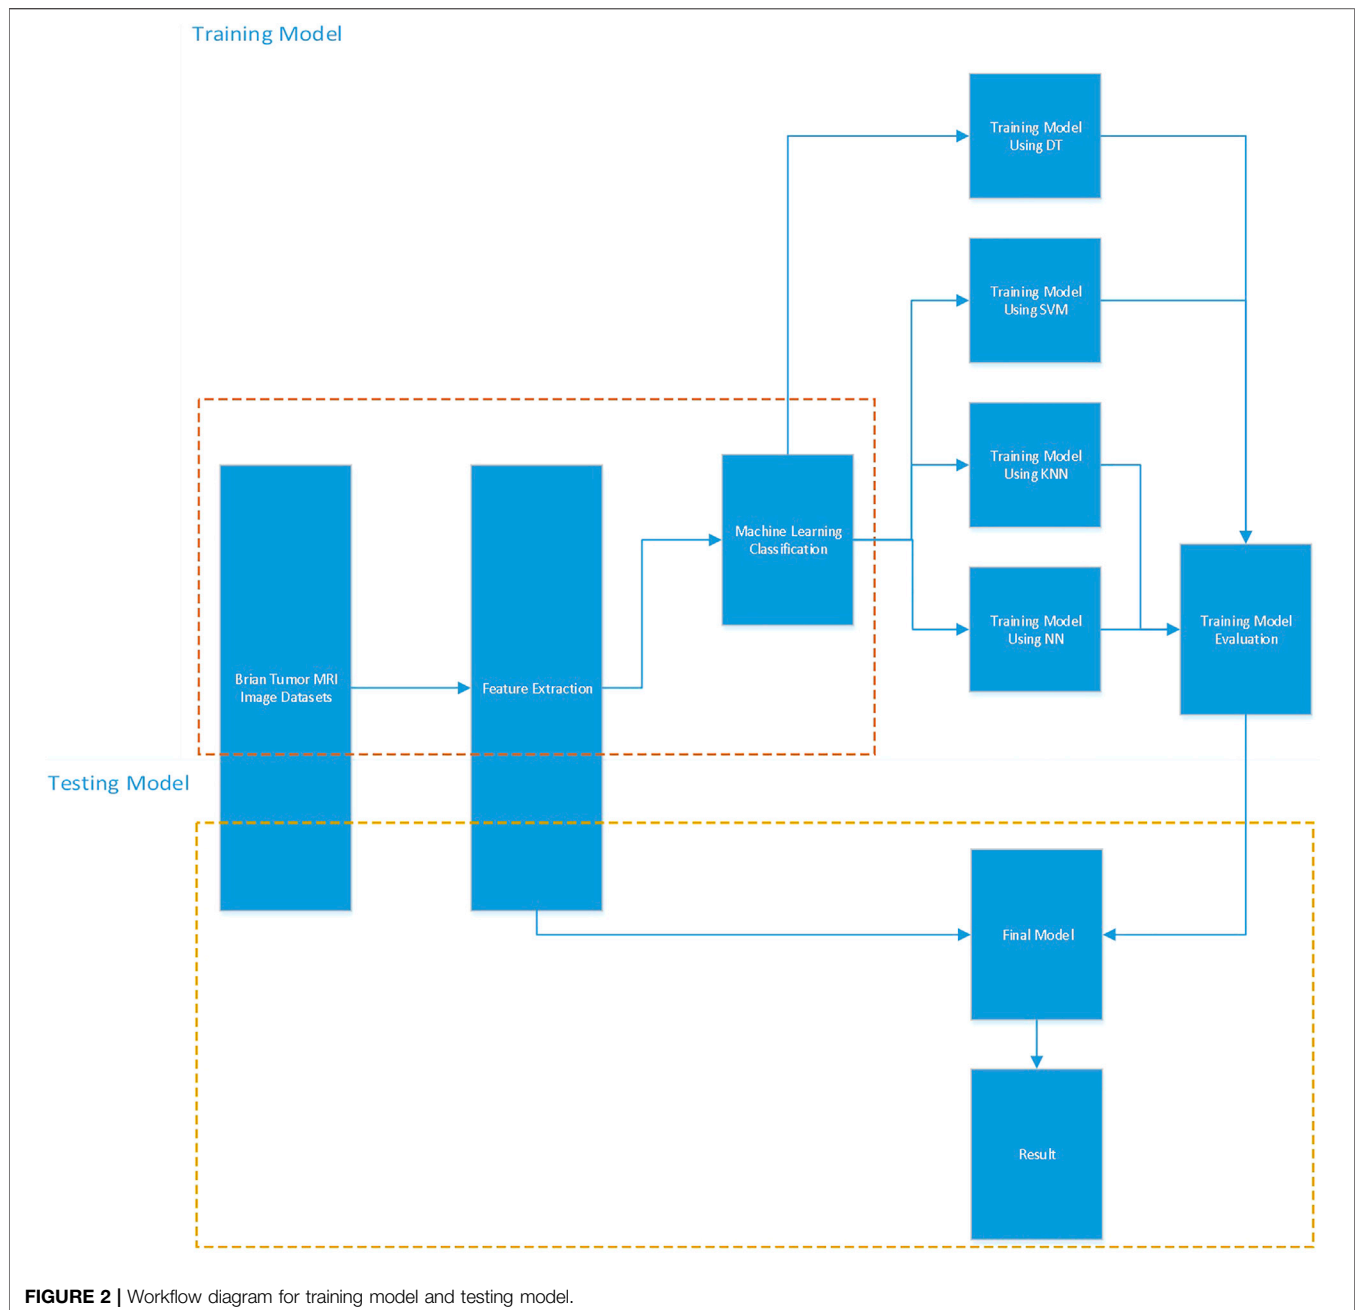 Training Model
Training Model
Using DT
Training Model
Using SVM
Training Model
Using KNN
Machine Learning
Classification
Training Model
Using NN
Training Model
Evaluation
Brian Tumor MRI
Image Datasets
Feature Extraction
Testing Model
Final Model
Result
FIGURE 2 | Workflow diagram for training model and testing model.